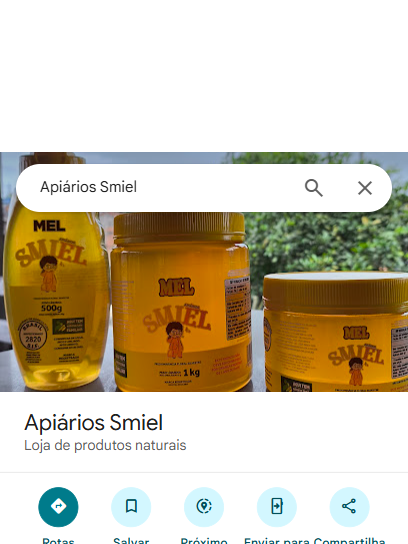 Apiários Smiel
MEL
SMIEL
500g
BRASIL
2820
S.I.F.
MEL
SMIEL
1 kg
MEL
SMIEL
Apiários Smiel
Loja de produtos naturais
Rotas
Salvar
Próximo
Enviar para
Compartilha